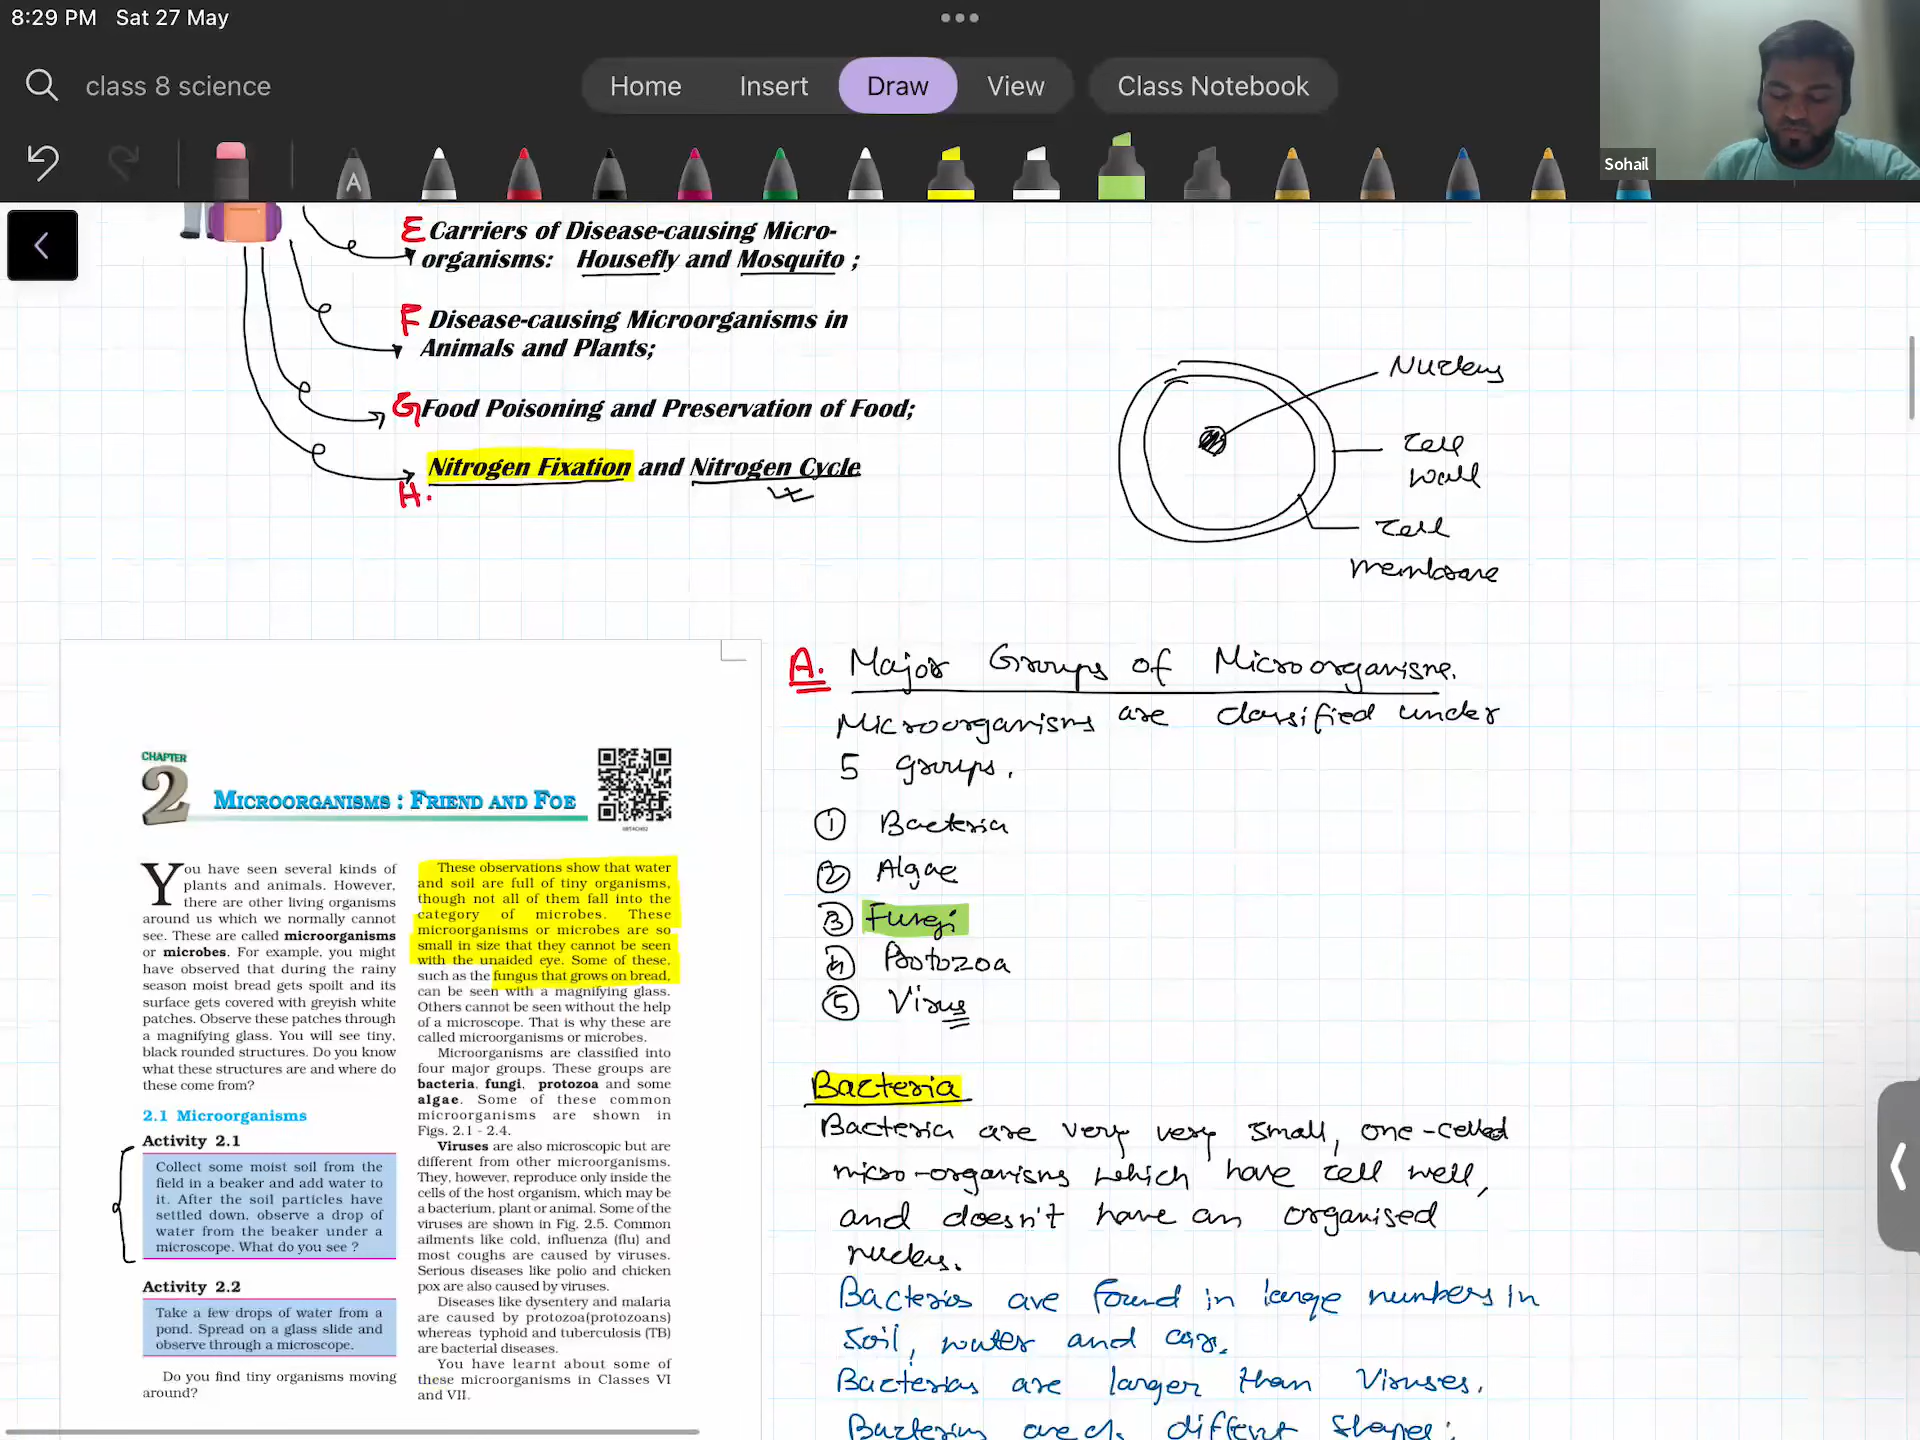 8:29 PM Sat 27 May
class 8 science
Home Insert Draw View Class Notebook
A
Sohail
E Carriers of Disease-causing Micro-
organisms: Housefly and Mosquito ;
F Disease-causing Microorganisms in
Animals and Plants;
G Food Poisoning and Preservation of Food;
H. Nitrogen Fixation and Nitrogen Cycle
Nucleus
Cell
wall
Cell
membrane
A. Major Groups of Microorganisms.
Microorganisms are classified under
5 groups.
① Bacteria
② Algae
③ Fungi
④ Protozoa
⑤ Virus
Bacteria
Bacteria are very very small, one-celled
micro-organisms which have cell well,
and doesn't have an organised
nucleus.
Bacterias are found in large numbers in
soil, water and air.
Bacterias are larger than Viruses.
Bacterias are of different shapes:
CHAPTER
2 MICROORGANISMS : FRIEND AND FOE
You have seen several kinds of
plants and animals. However,
there are other living organisms
around us which we normally cannot
see. These are called microorganisms
or microbes. For example, you might
have observed that during the rainy
season moist bread gets spoilt and its
surface gets covered with greyish white
patches. Observe these patches through
a magnifying glass. You will see tiny,
black rounded structures. Do you know
what these structures are and where do
these come from?
2.1 Microorganisms
Activity 2.1
Collect some moist soil from the
field in a beaker and add water to
it. After the soil particles have
settled down, observe a drop of
water from the beaker under a
microscope. What do you see ?
Activity 2.2
Take a few drops of water from a
pond. Spread on a glass slide and
observe through a microscope.
Do you find tiny organisms moving
around?
These observations show that water
and soil are full of tiny organisms,
though not all of them fall into the
category of microbes. These
microorganisms or microbes are so
small in size that they cannot be seen
with the unaided eye. Some of these,
such as the fungus that grows on bread,
can be seen with a magnifying glass.
Others cannot be seen without the help
of a microscope. That is why these are
called microorganisms or microbes.
Microorganisms are classified into
four major groups. These groups are
bacteria, fungi, protozoa and some
algae. Some of these common
microorganisms are shown in
Figs. 2.1 - 2.4.
Viruses are also microscopic but are
different from other microorganisms.
They, however, reproduce only inside the
cells of the host organism, which may be
a bacterium, plant or animal. Some of the
viruses are shown in Fig. 2.5. Common
ailments like cold, influenza (flu) and
most coughs are caused by viruses.
Serious diseases like polio and chicken
pox are also caused by viruses.
Diseases like dysentery and malaria
are caused by protozoa(protozoans)
whereas typhoid and tuberculosis (TB)
are bacterial diseases.
You have learnt about some of
these microorganisms in Classes VI
and VII.